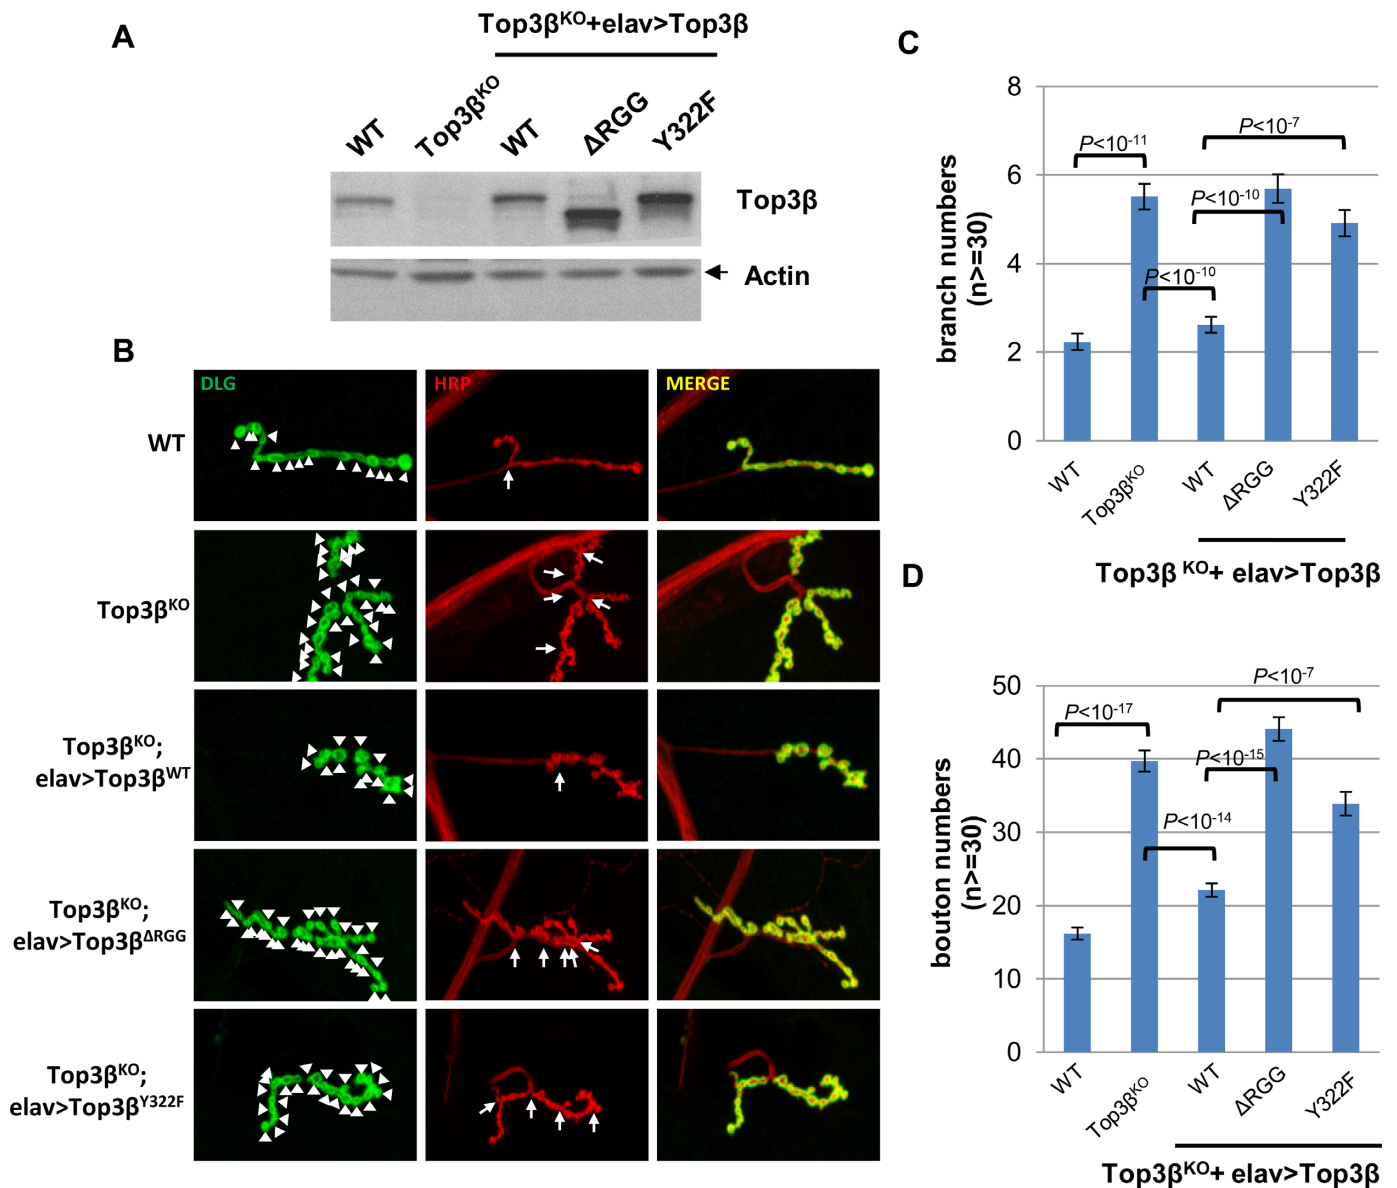 A
Top3β^KO+elav>Top3β
WT
Top3β^KO
WT
ΔRGG
Y322F
Top3β
Actin
B
DLG
HRP
MERGE
WT
Top3β^KO
Top3β^KO;
elav>Top3β^WT
Top3β^KO;
elav>Top3β^ΔRGG
Top3β^KO;
elav>Top3β^Y322F
C
branch numbers
(n>=30)
8
6
4
2
0
P<10^-11
P<10^-10
P<10^-10
P<10^-7
WT
Top3β^KO
WT
ΔRGG
Y322F
Top3β ^KO+ elav>Top3β
D
bouton numbers
(n>=30)
50
40
30
20
10
0
P<10^-17
P<10^-14
P<10^-15
P<10^-7
WT
Top3β^KO
WT
ΔRGG
Y322F
Top3β^KO+ elav>Top3β